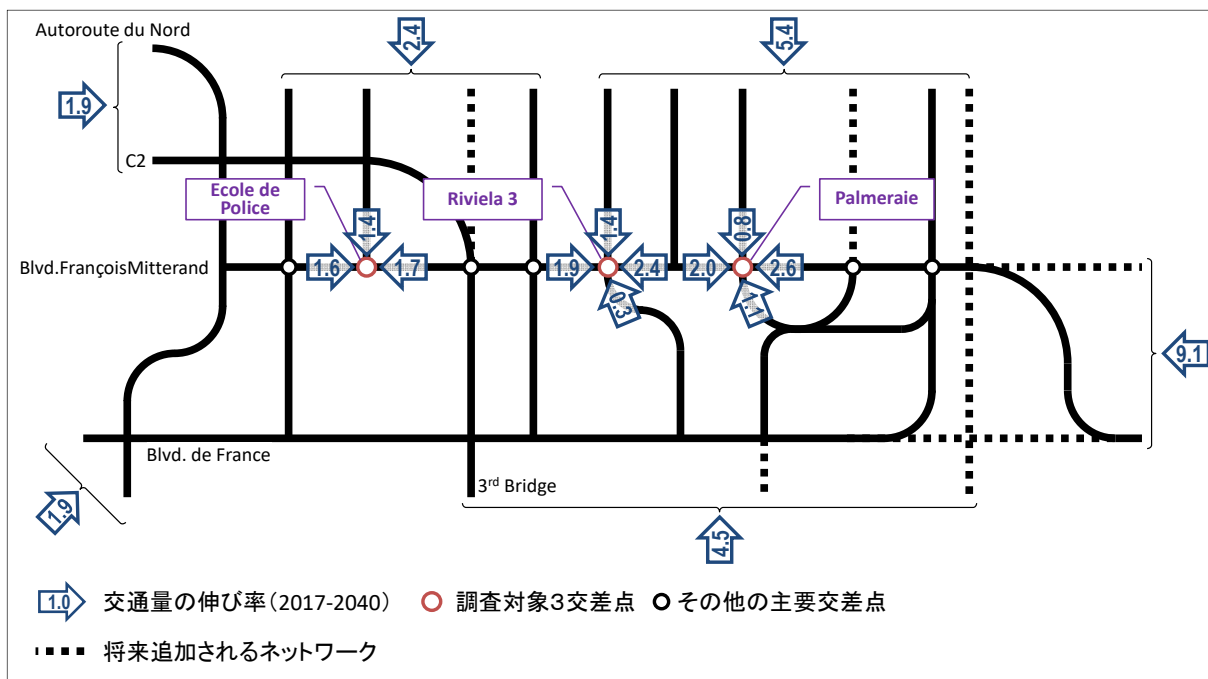 Autoroute du Nord
2.4
5.4
1.9
C2
Ecole de
Police
Riviela 3
Palmeraie
1.4
1.4
0.8
Blvd.FrançoisMitterand
1.6
1.7
1.9
2.4
2.0
2.6
0.3
1.1
9.1
Blvd. de France
3rd Bridge
1.9
4.5
1.0 交通量の伸び率(2017-2040) 調査対象3交差点 その他の主要交差点
将来追加されるネットワーク